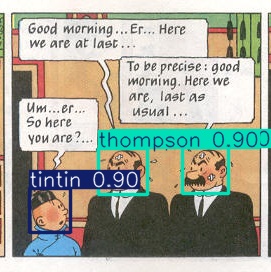 Good morning...Er... Here
we are at last...
To be precise: good
morning. Here we
are, last as
usual...
Um...er...
So here
you are?...
thompson 0.90
tintin 0.90